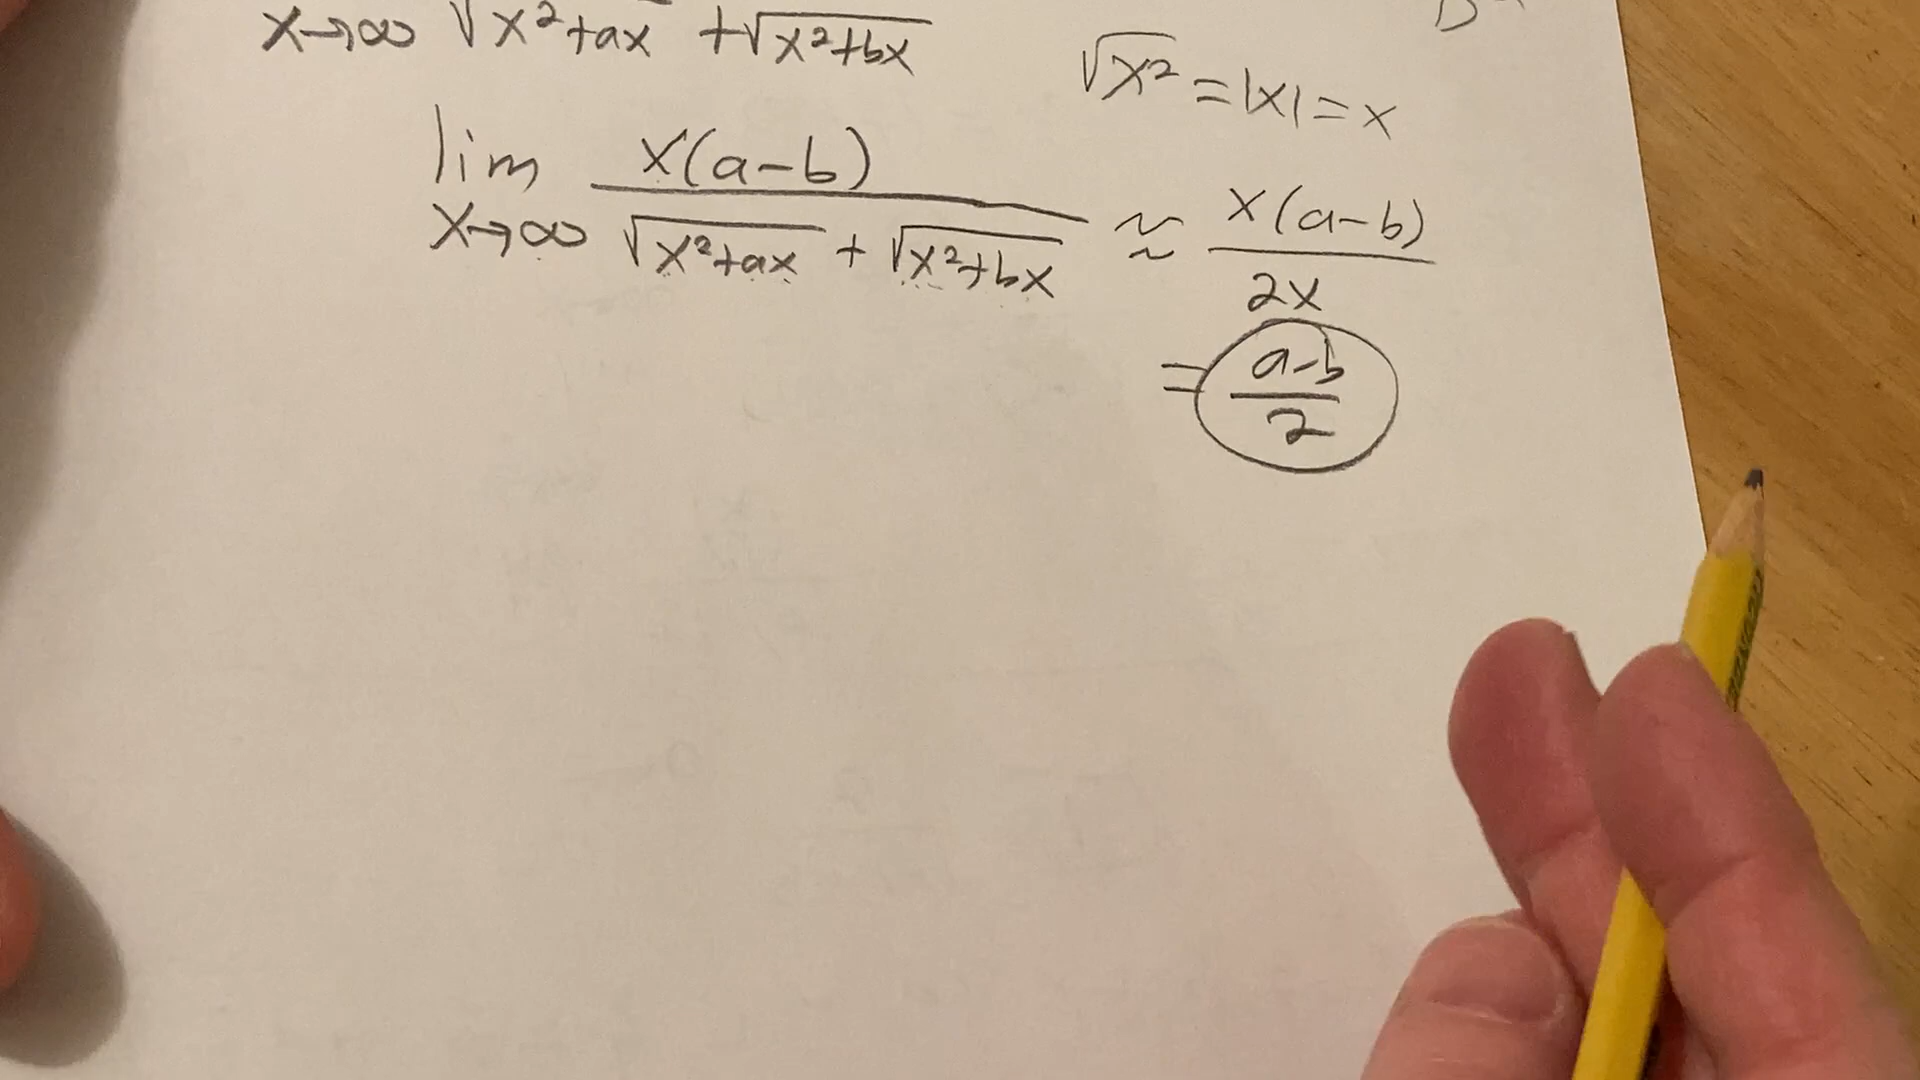 x→∞ √x²+ax +√x²+bx
√x² = |x| = x
lim x(a-b)
x→∞ √x²+ax + √x²+bx ≈ x(a-b)
2x
= a-b
2